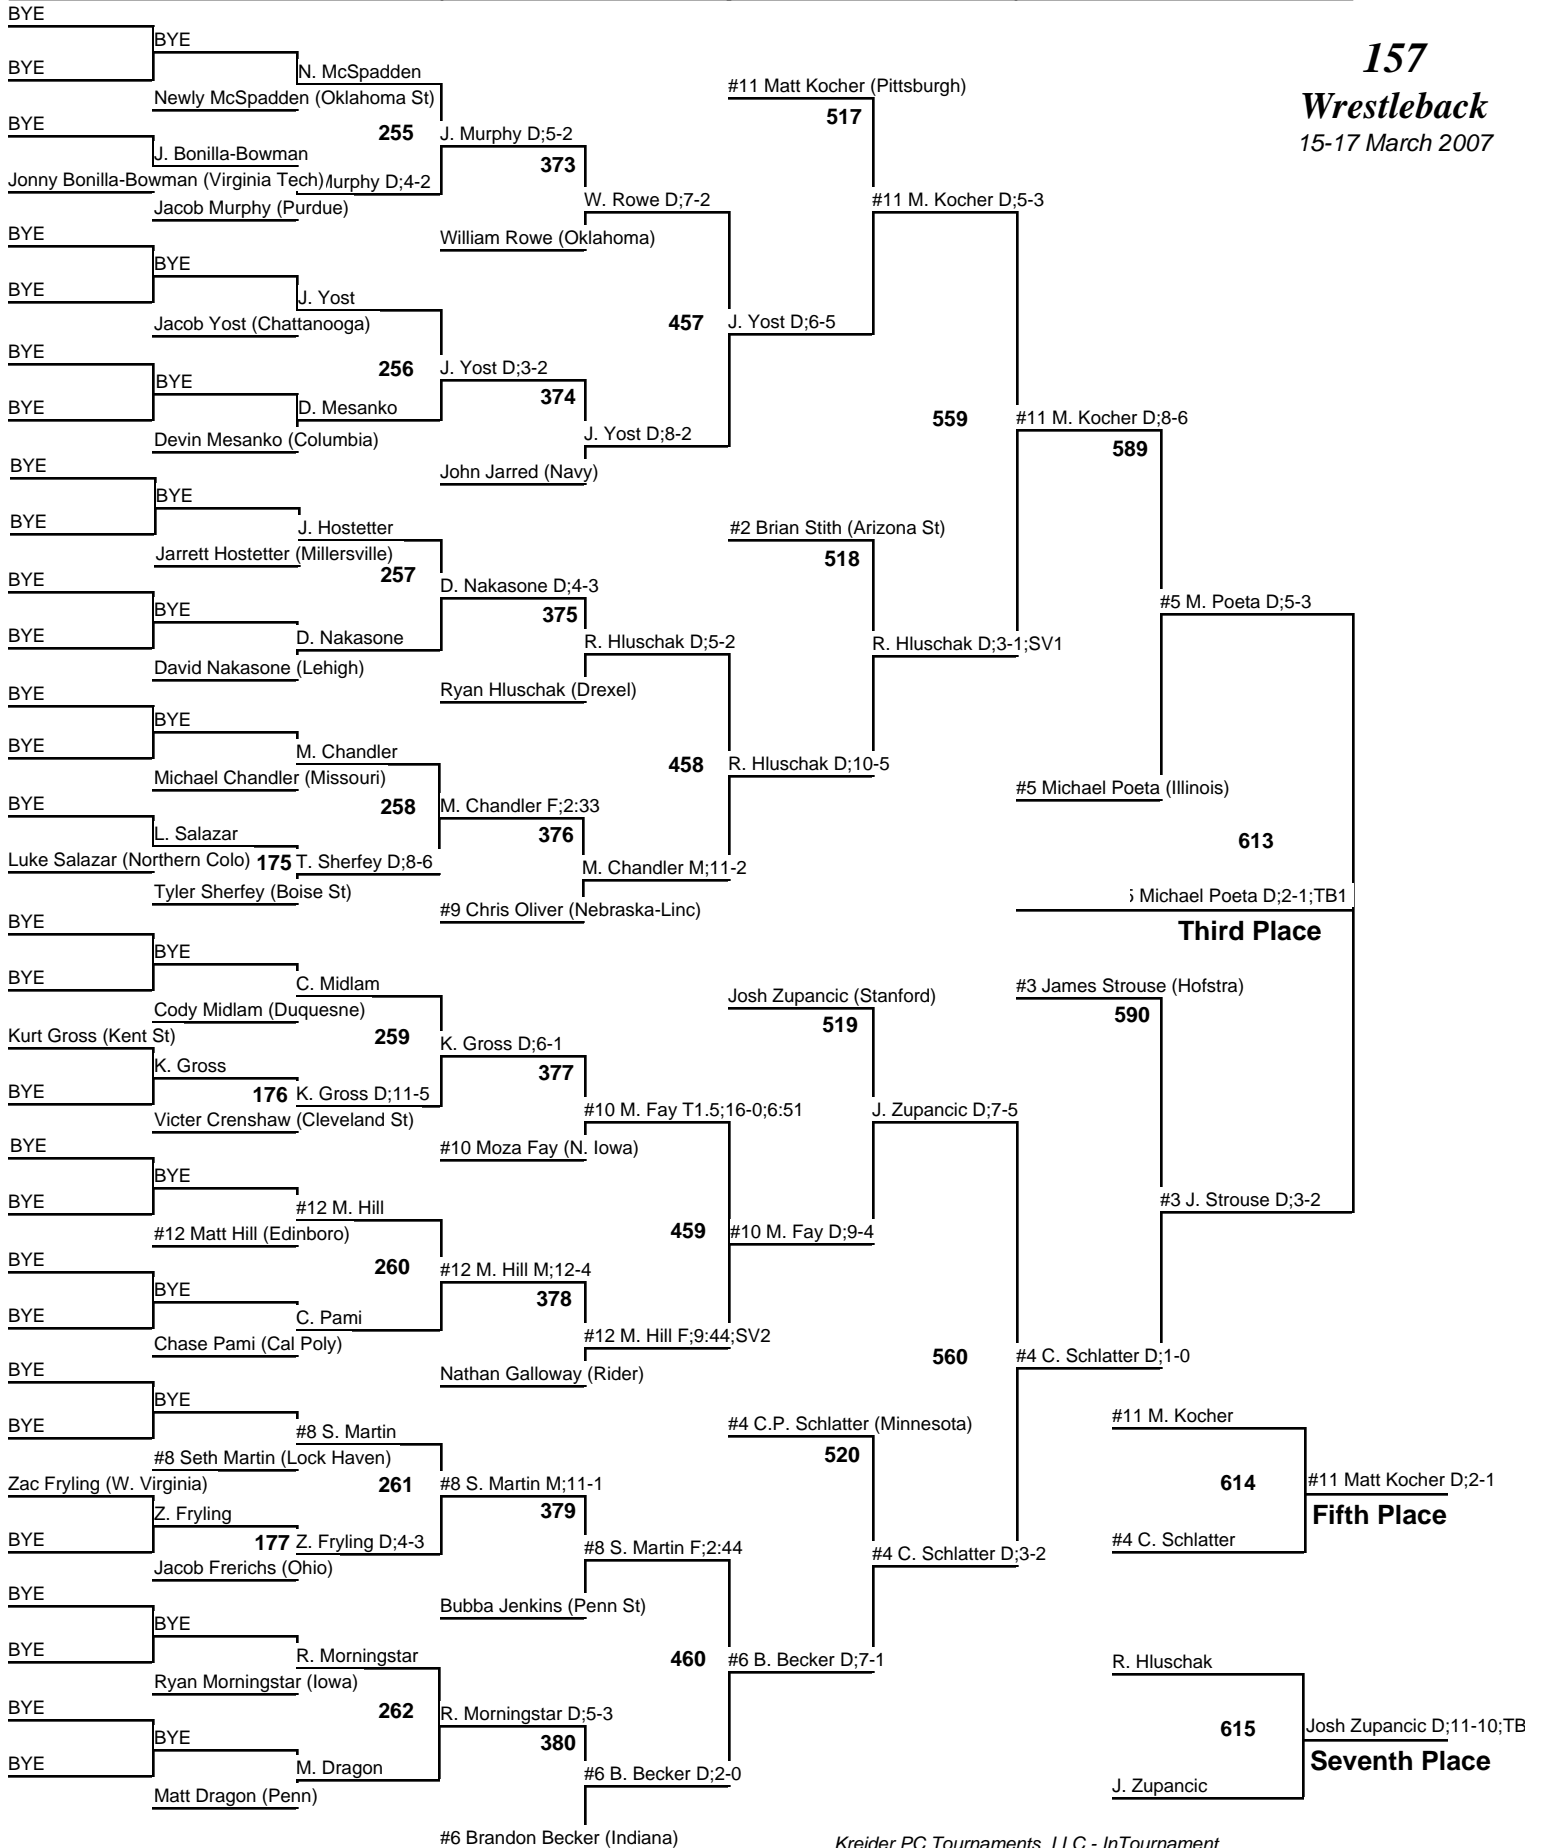 157
Wrestleback
15-17 March 2007
BYE
BYE
BYE
N. McSpadden
Newly McSpadden (Oklahoma St)
#11 Matt Kocher (Pittsburgh)
517
BYE
255
J. Murphy D;5-2
J. Bonilla-Bowman
373
Jonny Bonilla-Bowman (Virginia Tech)
Murphy D;4-2
W. Rowe D;7-2
#11 M. Kocher D;5-3
Jacob Murphy (Purdue)
BYE
William Rowe (Oklahoma)
BYE
BYE
J. Yost
Jacob Yost (Chattanooga)
457
J. Yost D;6-5
BYE
256
J. Yost D;3-2
BYE
374
BYE
D. Mesanko
559
#11 M. Kocher D;8-6
Devin Mesanko (Columbia)
J. Yost D;8-2
589
BYE
John Jarred (Navy)
BYE
BYE
J. Hostetter
#2 Brian Stith (Arizona St)
Jarrett Hostetter (Millersville)
518
257
BYE
D. Nakasone D;4-3
BYE
375
#5 M. Poeta D;5-3
BYE
D. Nakasone
R. Hluschak D;5-2
R. Hluschak D;3-1;SV1
David Nakasone (Lehigh)
BYE
Ryan Hluschak (Drexel)
BYE
BYE
M. Chandler
458
R. Hluschak D;10-5
Michael Chandler (Missouri)
#5 Michael Poeta (Illinois)
BYE
258
M. Chandler F;2:33
L. Salazar
376
613
Luke Salazar (Northern Colo)
175
T. Sherfey D;8-6
M. Chandler M;11-2
Tyler Sherfey (Boise St)
#9 Chris Oliver (Nebraska-Linc)
5 Michael Poeta D;2-1;TB1
Third Place
BYE
BYE
BYE
C. Midlam
Cody Midlam (Duquesne)
Josh Zupancic (Stanford)
#3 James Strouse (Hofstra)
519
590
Kurt Gross (Kent St)
259
K. Gross D;6-1
K. Gross
377
BYE
176
K. Gross D;11-5
#10 M. Fay T1.5;16-0;6:51
J. Zupancic D;7-5
Victer Crenshaw (Cleveland St)
BYE
#10 Moza Fay (N. Iowa)
BYE
BYE
#12 M. Hill
#3 J. Strouse D;3-2
#12 Matt Hill (Edinboro)
459
#10 M. Fay D;9-4
BYE
260
#12 M. Hill M;12-4
BYE
378
BYE
C. Pami
#12 M. Hill F;9:44;SV2
Chase Pami (Cal Poly)
560
#4 C. Schlatter D;1-0
BYE
Nathan Galloway (Rider)
BYE
BYE
#8 S. Martin
#4 C.P. Schlatter (Minnesota)
#11 M. Kocher
#8 Seth Martin (Lock Haven)
520
Zac Fryling (W. Virginia)
261
#8 S. Martin M;11-1
614
#11 Matt Kocher D;2-1
Z. Fryling
379
Fifth Place
BYE
177
Z. Fryling D;4-3
#8 S. Martin F;2:44
#4 C. Schlatter D;3-2
#4 C. Schlatter
Jacob Frerichs (Ohio)
BYE
Bubba Jenkins (Penn St)
BYE
BYE
R. Morningstar
460
#6 B. Becker D;7-1
R. Hluschak
Ryan Morningstar (Iowa)
BYE
262
R. Morningstar D;5-3
615
Josh Zupancic D;11-10;TB
BYE
380
Seventh Place
BYE
M. Dragon
#6 B. Becker D;2-0
J. Zupancic
Matt Dragon (Penn)
#6 Brandon Becker (Indiana)
Kreider PC Tournaments, LLC - InTournament